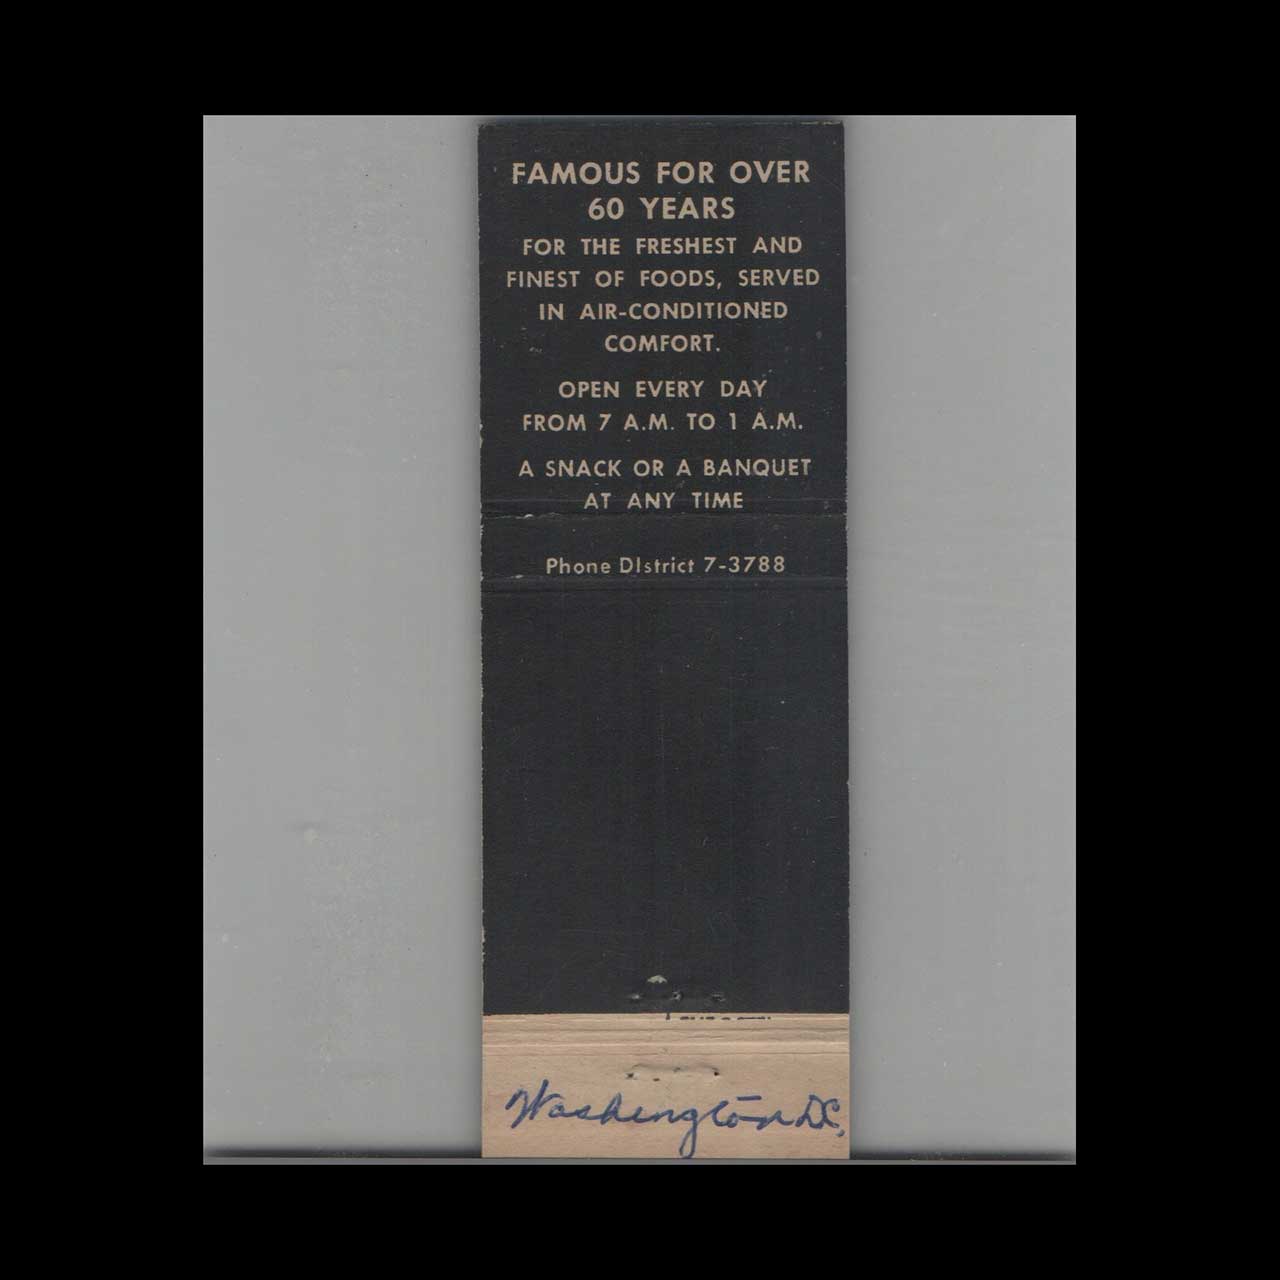 FAMOUS FOR OVER
60 YEARS
FOR THE FRESHEST AND
FINEST OF FOODS, SERVED
IN AIR-CONDITIONED
COMFORT.
OPEN EVERY DAY
FROM 7 A.M. TO 1 A.M.
A SNACK OR A BANQUET
AT ANY TIME
Phone DIstrict 7-3788
Washington DC,